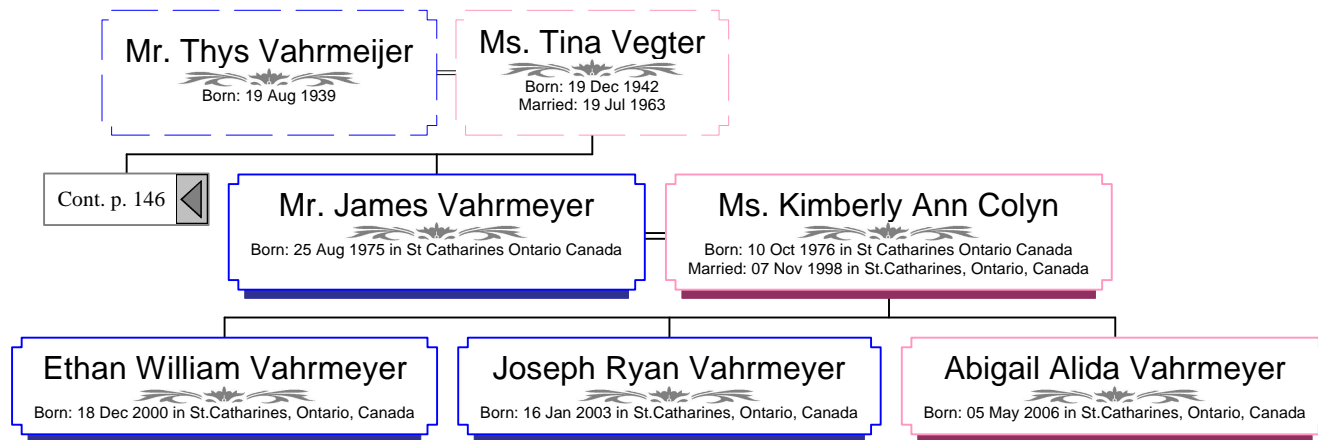 Mr. Thys Vahrmeijer
Born: 19 Aug 1939
Ms. Tina Vegter
Born: 19 Dec 1942
Married: 19 Jul 1963
Cont. p. 146
Mr. James Vahrmeyer
Born: 25 Aug 1975 in St Catharines Ontario Canada
Ms. Kimberly Ann Colyn
Born: 10 Oct 1976 in St Catharines Ontario Canada
Married: 07 Nov 1998 in St.Catharines, Ontario, Canada
Ethan William Vahrmeyer
Born: 18 Dec 2000 in St.Catharines, Ontario, Canada
Joseph Ryan Vahrmeyer
Born: 16 Jan 2003 in St.Catharines, Ontario, Canada
Abigail Alida Vahrmeyer
Born: 05 May 2006 in St.Catharines, Ontario, Canada